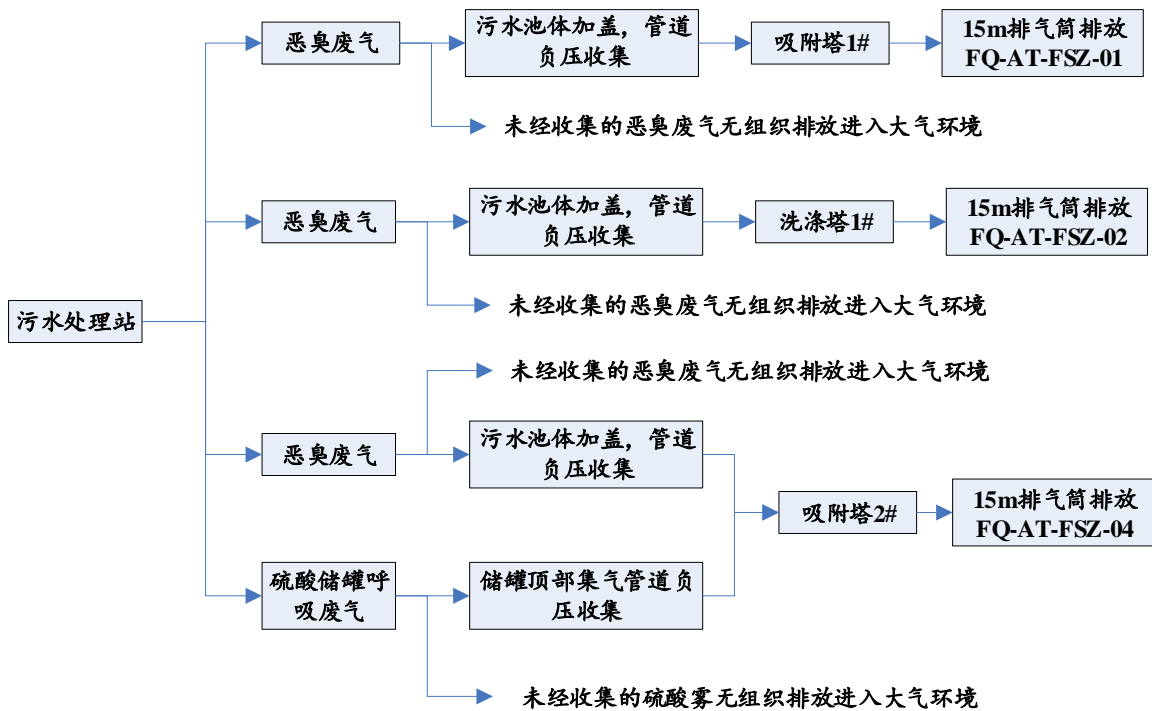 恶臭废气
污水池体加盖，管道
负压收集
吸附塔1#
15m排气筒排放
FQ-AT-FSZ-01
未经收集的恶臭废气无组织排放进入大气环境
恶臭废气
污水池体加盖，管道
负压收集
洗涤塔1#
15m排气筒排放
FQ-AT-FSZ-02
未经收集的恶臭废气无组织排放进入大气环境
污水处理站
未经收集的恶臭废气无组织排放进入大气环境
恶臭废气
污水池体加盖，管道
负压收集
吸附塔2#
15m排气筒排放
FQ-AT-FSZ-04
硫酸储罐呼
吸废气
储罐顶部集气管道负
压收集
未经收集的硫酸雾无组织排放进入大气环境